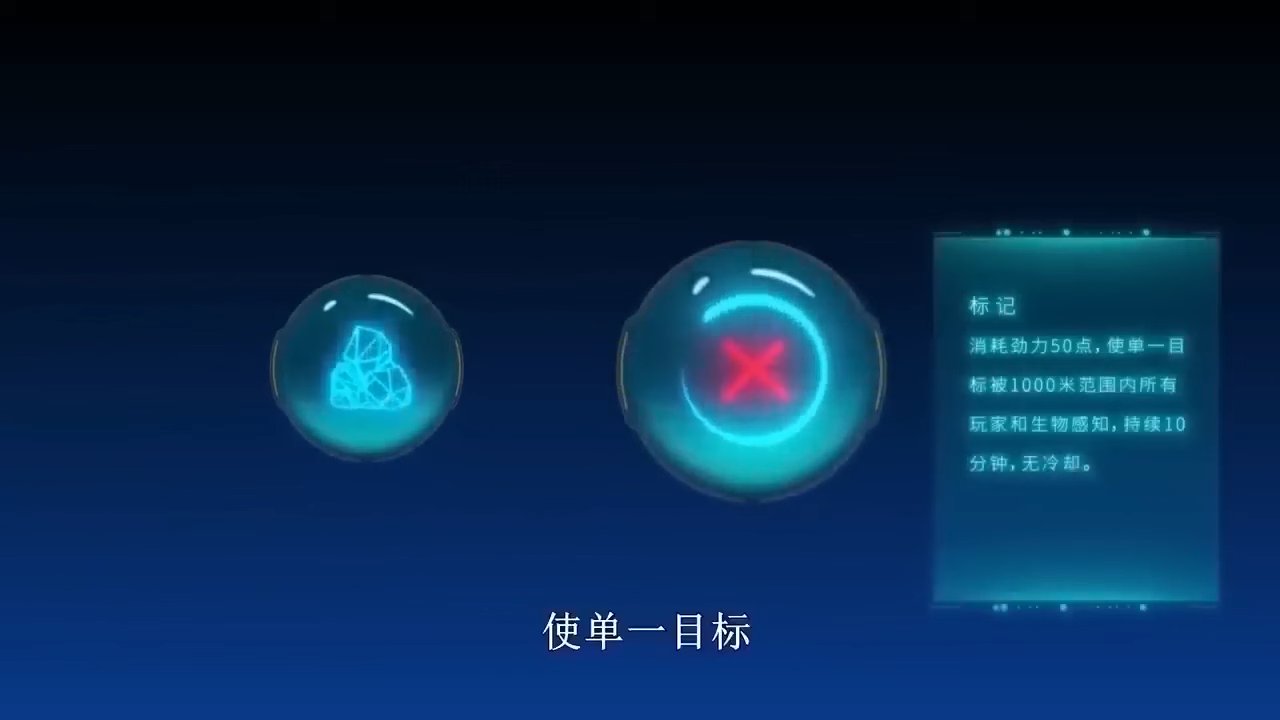 标记
消耗劲力50点，使单一目
标被1000米范围内所有
玩家和生物感知，持续10
分钟，无冷却。
使单一目标